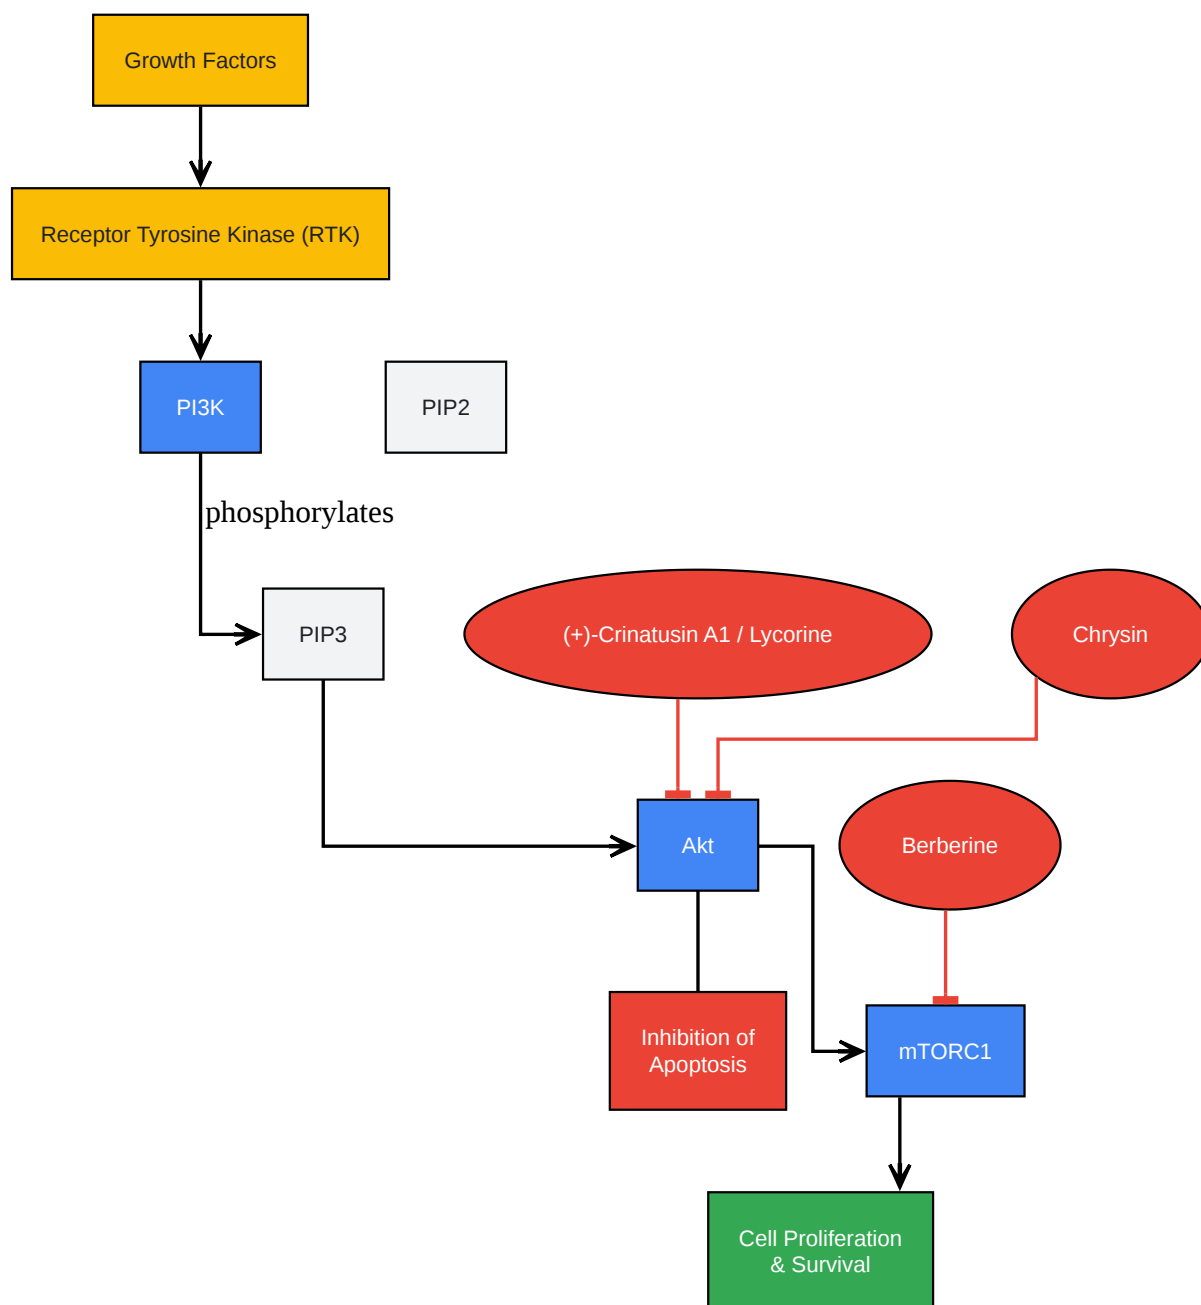 Growth Factors
Receptor Tyrosine Kinase (RTK)
PI3K
PIP2
phosphorylates
PIP3
(+)-Crinatusin A1 / Lycorine
Chrysin
Akt
Berberine
Inhibition of
Apoptosis
mTORC1
Cell Proliferation
& Survival